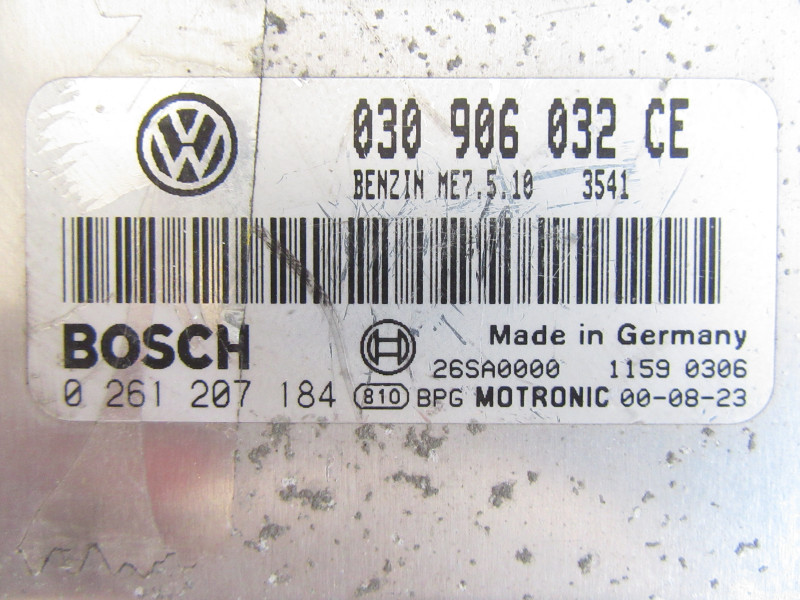 030 906 032 CE
BENZIN ME7.5.10 3541
BOSCH
Made in Germany
26SA0000 1159 0306
0 261 207 184 810 BPG MOTRONIC 00-08-23